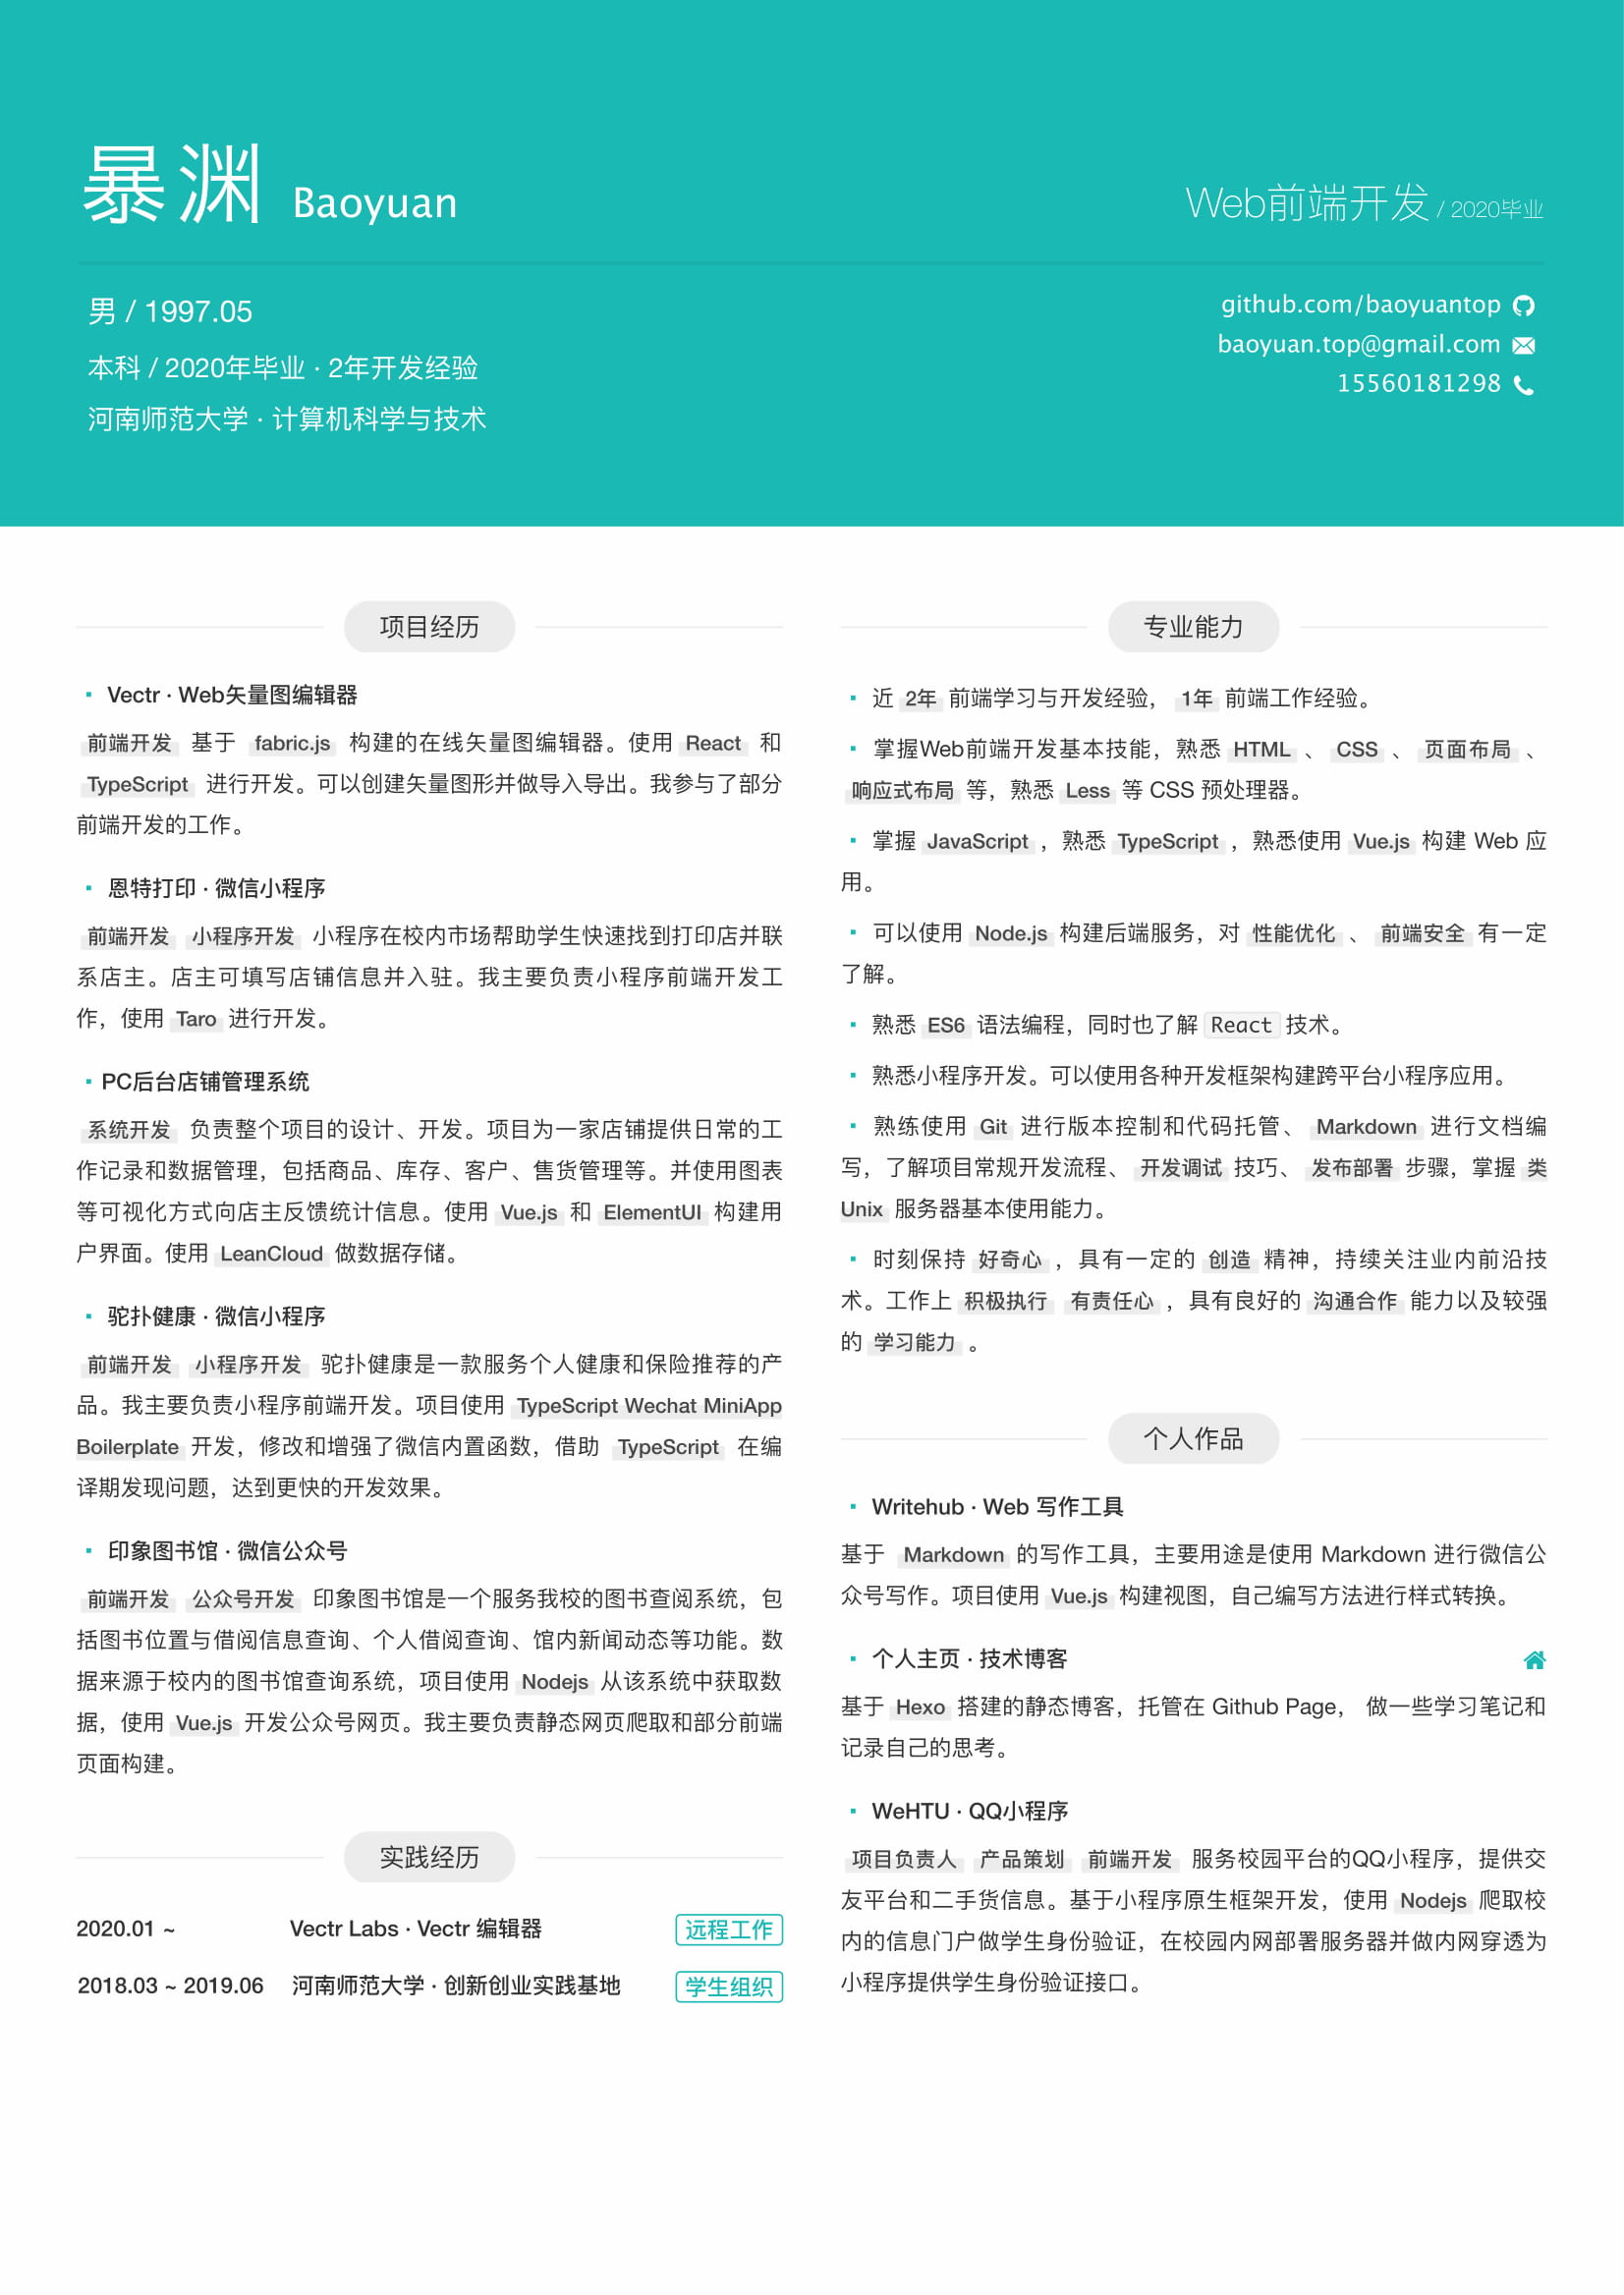 暴渊 Baoyuan
Web前端开发 / 2020毕业
男 / 1997.05
本科 / 2020年毕业 · 2年开发经验
河南师范大学 · 计算机科学与技术
github.com/baoyuantop
baoyuan.top@gmail.com
15560181298
项目经历
Vectr · Web矢量图编辑器
前端开发 基于 fabric.js 构建的在线矢量图编辑器。使用 React 和
TypeScript 进行开发。可以创建矢量图形并做导入导出。我参与了部分
前端开发的工作。
恩特打印 · 微信小程序
前端开发 小程序开发 小程序在校内市场帮助学生快速找到打印店并联
系店主。店主可填写店铺信息并入驻。我主要负责小程序前端开发工
作，使用 Taro 进行开发。
PC后台店铺管理系统
系统开发 负责整个项目的设计、开发。项目为一家店铺提供日常的工
作记录和数据管理，包括商品、库存、客户、售货管理等。并使用图表
等可视化方式向店主反馈统计信息。使用 Vue.js 和 ElementUI 构建用
户界面。使用 LeanCloud 做数据存储。
驼扑健康 · 微信小程序
前端开发 小程序开发 驼扑健康是一款服务个人健康和保险推荐的产
品。我主要负责小程序前端开发。项目使用 TypeScript Wechat MiniApp
Boilerplate 开发，修改和增强了微信内置函数，借助 TypeScript 在编
译期发现问题，达到更快的开发效果。
印象图书馆 · 微信公众号
前端开发 公众号开发 印象图书馆是一个服务我校的图书查阅系统，包
括图书位置与借阅信息查询、个人借阅查询、馆内新闻动态等功能。数
据来源于校内的图书馆查询系统，项目使用 Nodejs 从该系统中获取数
据，使用 Vue.js 开发公众号网页。我主要负责静态网页爬取和部分前端
页面构建。
实践经历
2020.01 ~ Vectr Labs · Vectr 编辑器 远程工作
2018.03 ~ 2019.06 河南师范大学 · 创新创业实践基地 学生组织
专业能力
近 2年 前端学习与开发经验， 1年 前端工作经验。
掌握Web前端开发基本技能，熟悉 HTML 、 CSS 、 页面布局 、
响应式布局 等，熟悉 Less 等 CSS 预处理器。
掌握 JavaScript ，熟悉 TypeScript ，熟悉使用 Vue.js 构建 Web 应
用。
可以使用 Node.js 构建后端服务，对 性能优化 、 前端安全 有一定
了解。
熟悉 ES6 语法编程，同时也了解 React 技术。
熟悉小程序开发。可以使用各种开发框架构建跨平台小程序应用。
熟练使用 Git 进行版本控制和代码托管、 Markdown 进行文档编
写，了解项目常规开发流程、 开发调试 技巧、 发布部署 步骤，掌握 类
Unix 服务器基本使用能力。
时刻保持 好奇心 ，具有一定的 创造 精神，持续关注业内前沿技
术。工作上 积极执行 有责任心 ，具有良好的 沟通合作 能力以及较强
的 学习能力 。
个人作品
Writehub · Web 写作工具
基于 Markdown 的写作工具，主要用途是使用 Markdown 进行微信公
众号写作。项目使用 Vue.js 构建视图，自己编写方法进行样式转换。
个人主页 · 技术博客
基于 Hexo 搭建的静态博客，托管在 Github Page， 做一些学习笔记和
记录自己的思考。
WeHTU · QQ小程序
项目负责人 产品策划 前端开发 服务校园平台的QQ小程序，提供交
友平台和二手货信息。基于小程序原生框架开发，使用 Nodejs 爬取校
内的信息门户做学生身份验证，在校园内网部署服务器并做内网穿透为
小程序提供学生身份验证接口。